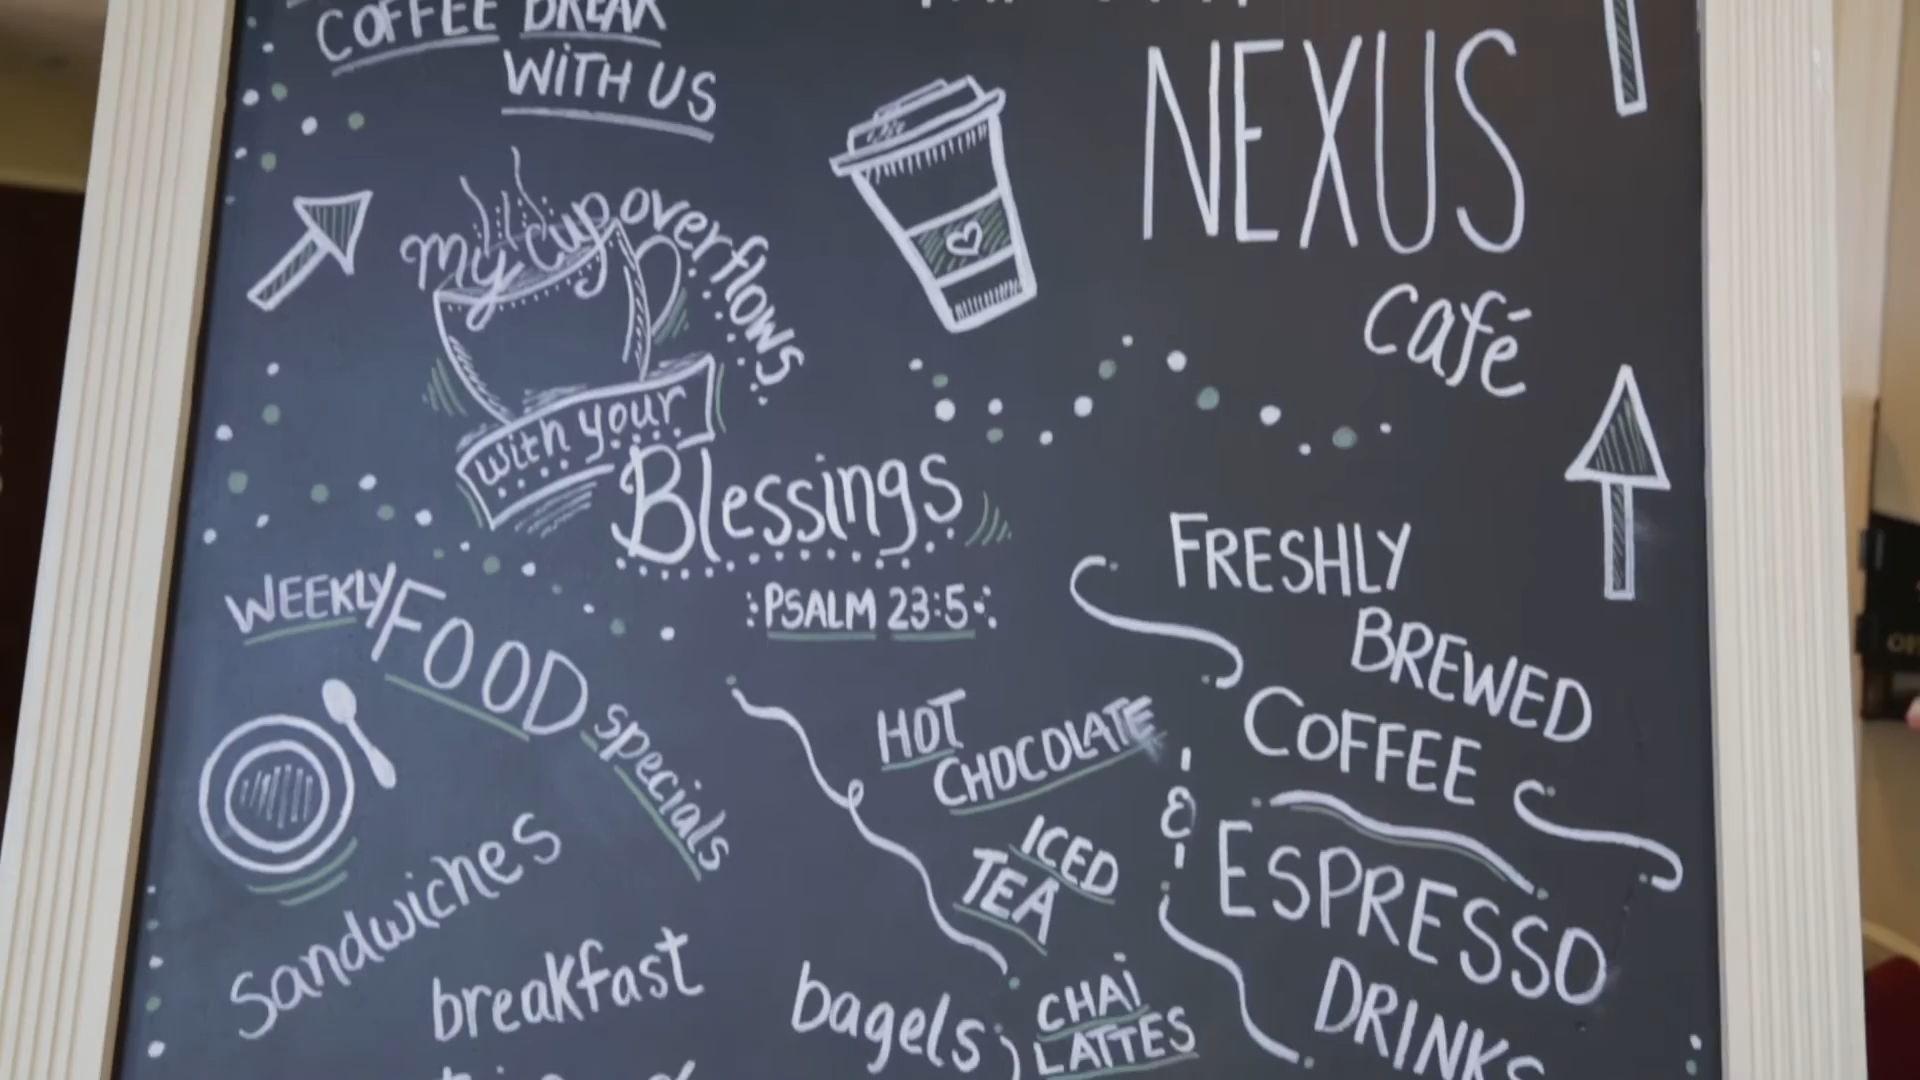 COFFEE BREAK
WITH US
NEXUS
café
My cup overflows
with your
Blessings
PSALM 23:5
WEEKLY FOOD specials
Sandwiches
breakfast
bagels
HOT
CHOCOLATE
ICED
TEA
CHAI
LATTES
FRESHLY
BREWED
COFFEE
&
ESPRESSO
DRINKS